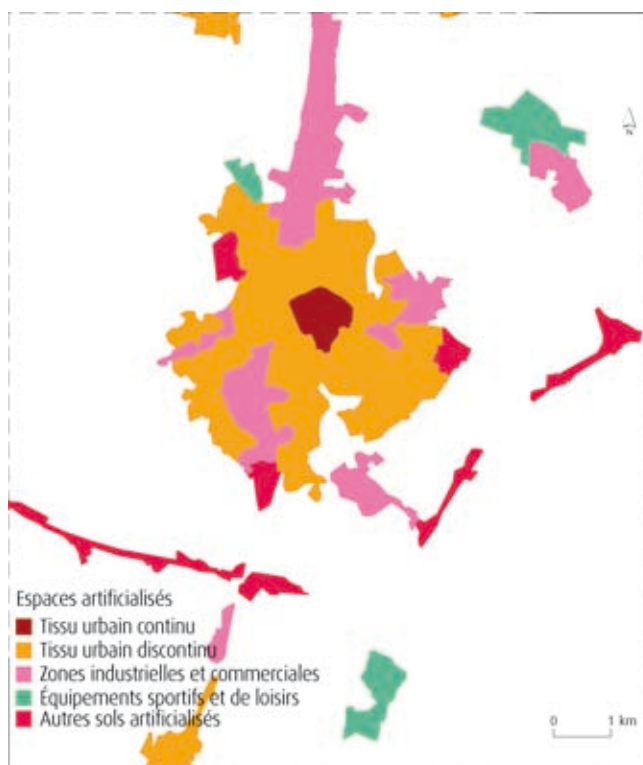 N
Espaces artificialisés
Tissu urbain continu
Tissu urbain discontinu
Zones industrielles et commerciales
Équipements sportifs et de loisirs
Autres sols artificialisés
0 1 km